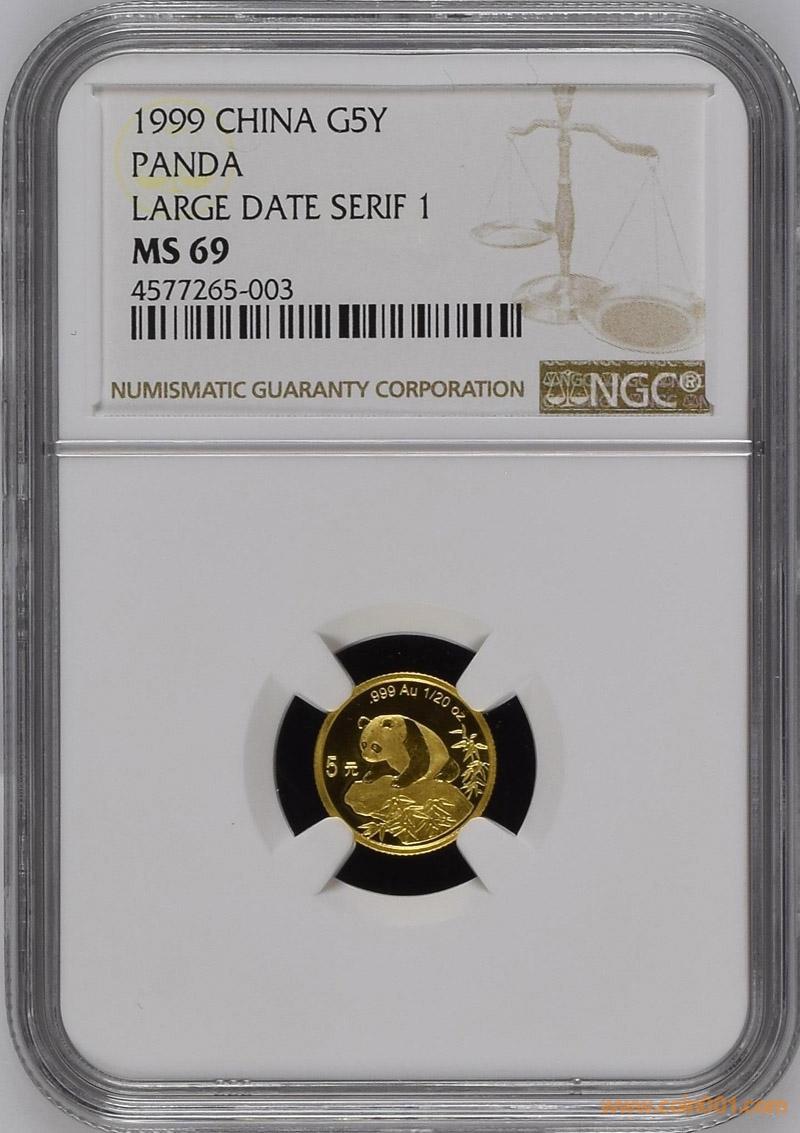 1999 CHINA G5Y
PANDA
LARGE DATE SERIF 1
MS 69
4577265-003
NUMISMATIC GUARANTY CORPORATION
NGC®
.999 Au 1/20 oz
5元
www.coin001.com